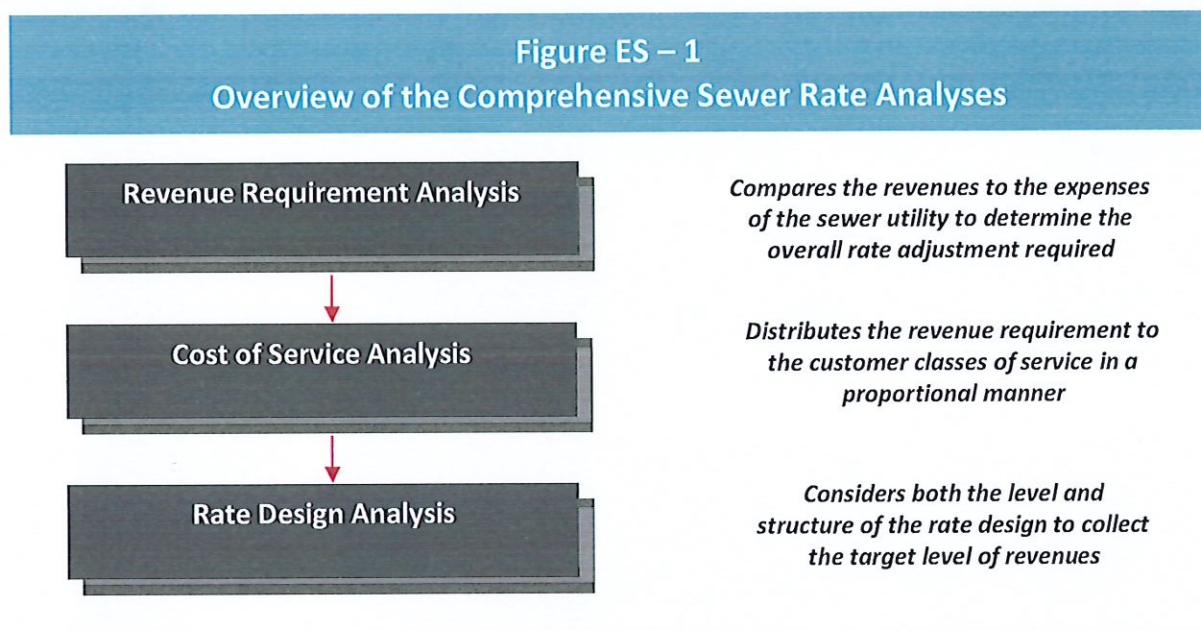 Figure ES – 1
Overview of the Comprehensive Sewer Rate Analyses
Revenue Requirement Analysis
Compares the revenues to the expenses
of the sewer utility to determine the
overall rate adjustment required
Cost of Service Analysis
Distributes the revenue requirement to
the customer classes of service in a
proportional manner
Rate Design Analysis
Considers both the level and
structure of the rate design to collect
the target level of revenues